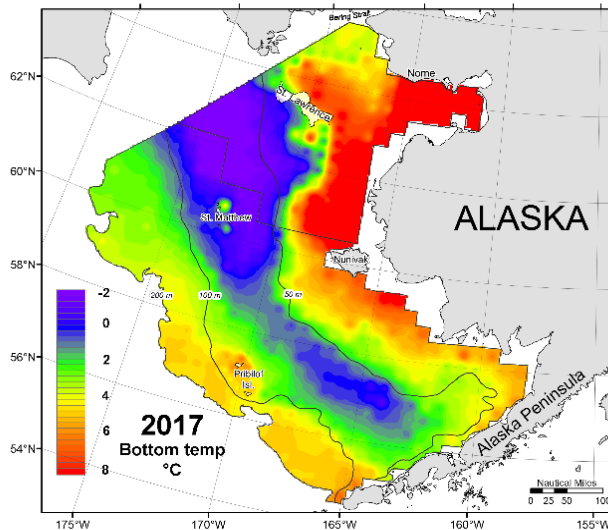 Bering Strait
62°N
Nome
St. Lawrence
60°N
St. Matthew
ALASKA
58°N
Nunivak
200 m
100 m
50 m
-2
0
2
4
6
8
56°N
Pribilof
Isl.
2017
Bottom temp
°C
Alaska Peninsula
54°N
Nautical Miles
0 25 50 100
175°W
170°W
165°W
160°W
155°